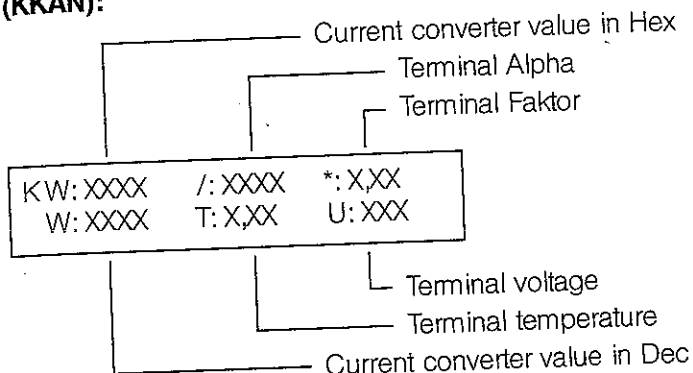 (KKAN):
Current converter value in Hex
Terminal Alpha
Terminal Faktor
KW: XXXX /: XXXX *: X,XX
W: XXXX T: X,XX U: XXX
Terminal voltage
Terminal temperature
Current converter value in Dec